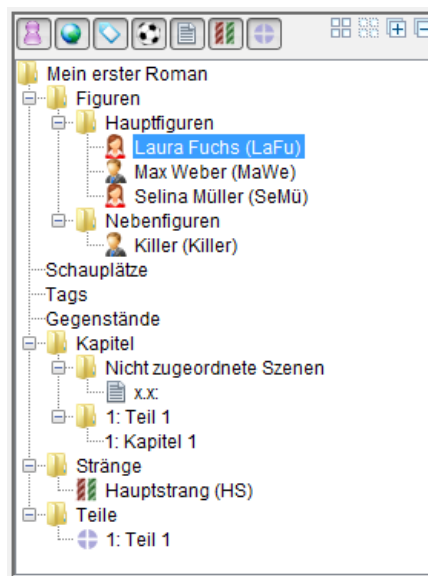 Mein erster Roman
Figuren
Hauptfiguren
Laura Fuchs (LaFu)
Max Weber (MaWe)
Selina Müller (SeMü)
Nebenfiguren
Killer (Killer)
Schauplätze
Tags
Gegenstände
Kapitel
Nicht zugeordnete Szenen
x.x:
1: Teil 1
1: Kapitel 1
Stränge
Hauptstrang (HS)
Teile
1: Teil 1